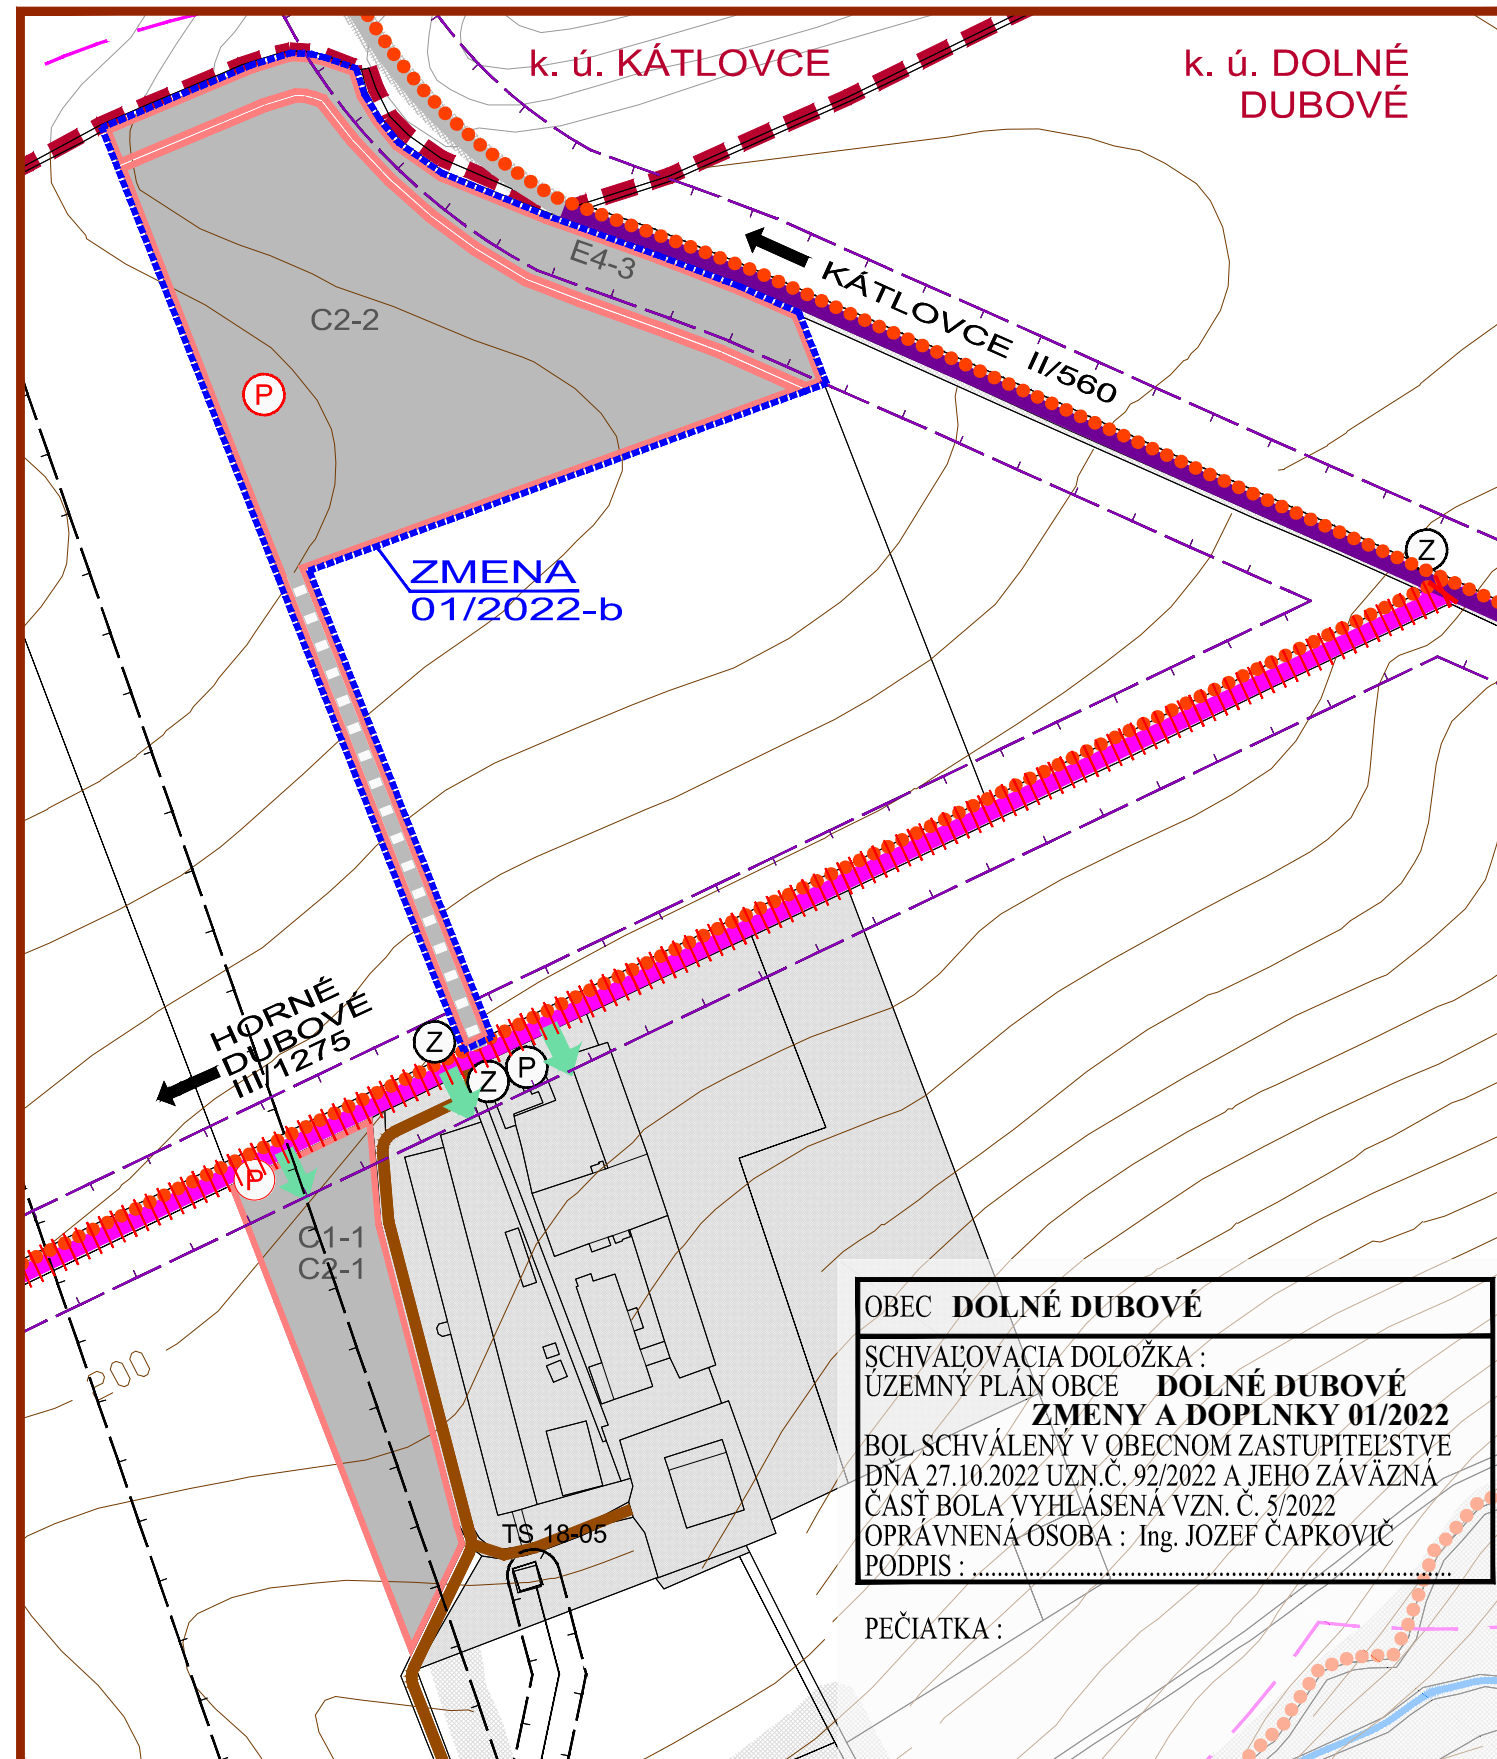 k. ú. KÁTLOVCE
k. ú. DOLNÉ
DUBOVÉ
E4-3
KÁTLOVCE II/560
C2-2
P
Z
ZMENA
01/2022-b
HORNÉ
DUBOVÉ
III/1275
Z
Z
P
P
C1-1
C2-1
200
TS 18-05
OBEC DOLNÉ DUBOVÉ
SCHVAĽOVACIA DOLOŽKA :
ÚZEMNÝ PLÁN OBCE DOLNÉ DUBOVÉ
ZMENY A DOPLNKY 01/2022
BOL SCHVÁLENÝ V OBECNOM ZASTUPITEĽSTVE
DŇA 27.10.2022 UZN.Č. 92/2022 A JEHO ZÁVÄZNÁ
ČASŤ BOLA VYHLÁSENÁ VZN. Č. 5/2022
OPRÁVNENÁ OSOBA : Ing. JOZEF ČAPKOVIČ
PODPIS : ......................................................................
PEČIATKA :